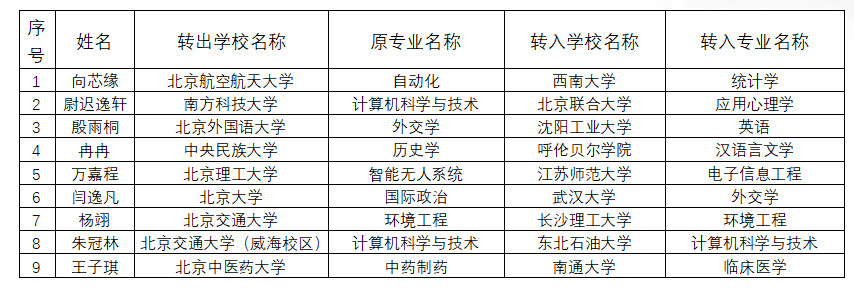 序号 姓名 转出学校名称 原专业名称 转入学校名称 转入专业名称
1 向芯缘 北京航空航天大学 自动化 西南大学 统计学
2 尉迟逸轩 南方科技大学 计算机科学与技术 北京联合大学 应用心理学
3 殷雨桐 北京外国语大学 外交学 沈阳工业大学 英语
4 冉冉 中央民族大学 历史学 呼伦贝尔学院 汉语言文学
5 万嘉程 北京理工大学 智能无人系统 江苏师范大学 电子信息工程
6 闫逸凡 北京大学 国际政治 武汉大学 外交学
7 杨翊 北京交通大学 环境工程 长沙理工大学 环境工程
8 朱冠林 北京交通大学（威海校区） 计算机科学与技术 东北石油大学 计算机科学与技术
9 王子琪 北京中医药大学 中药制药 南通大学 临床医学